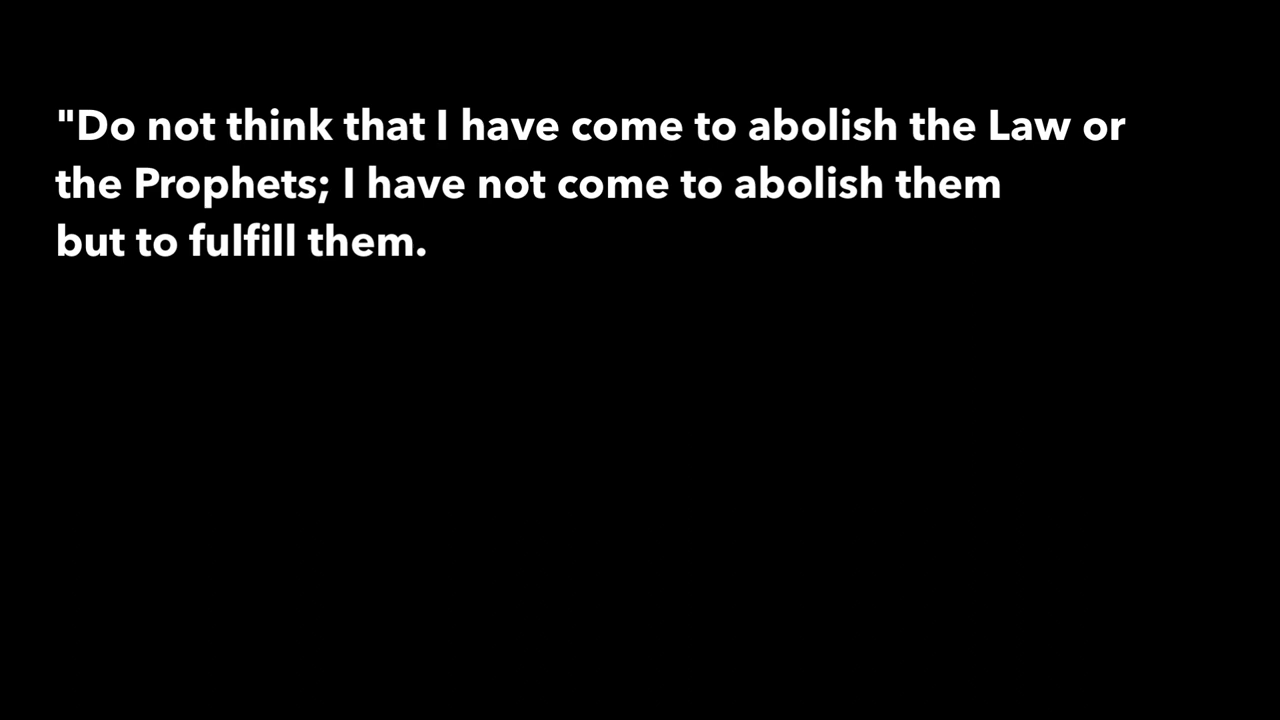 "Do not think that I have come to abolish the Law or
the Prophets; I have not come to abolish them
but to fulfill them.